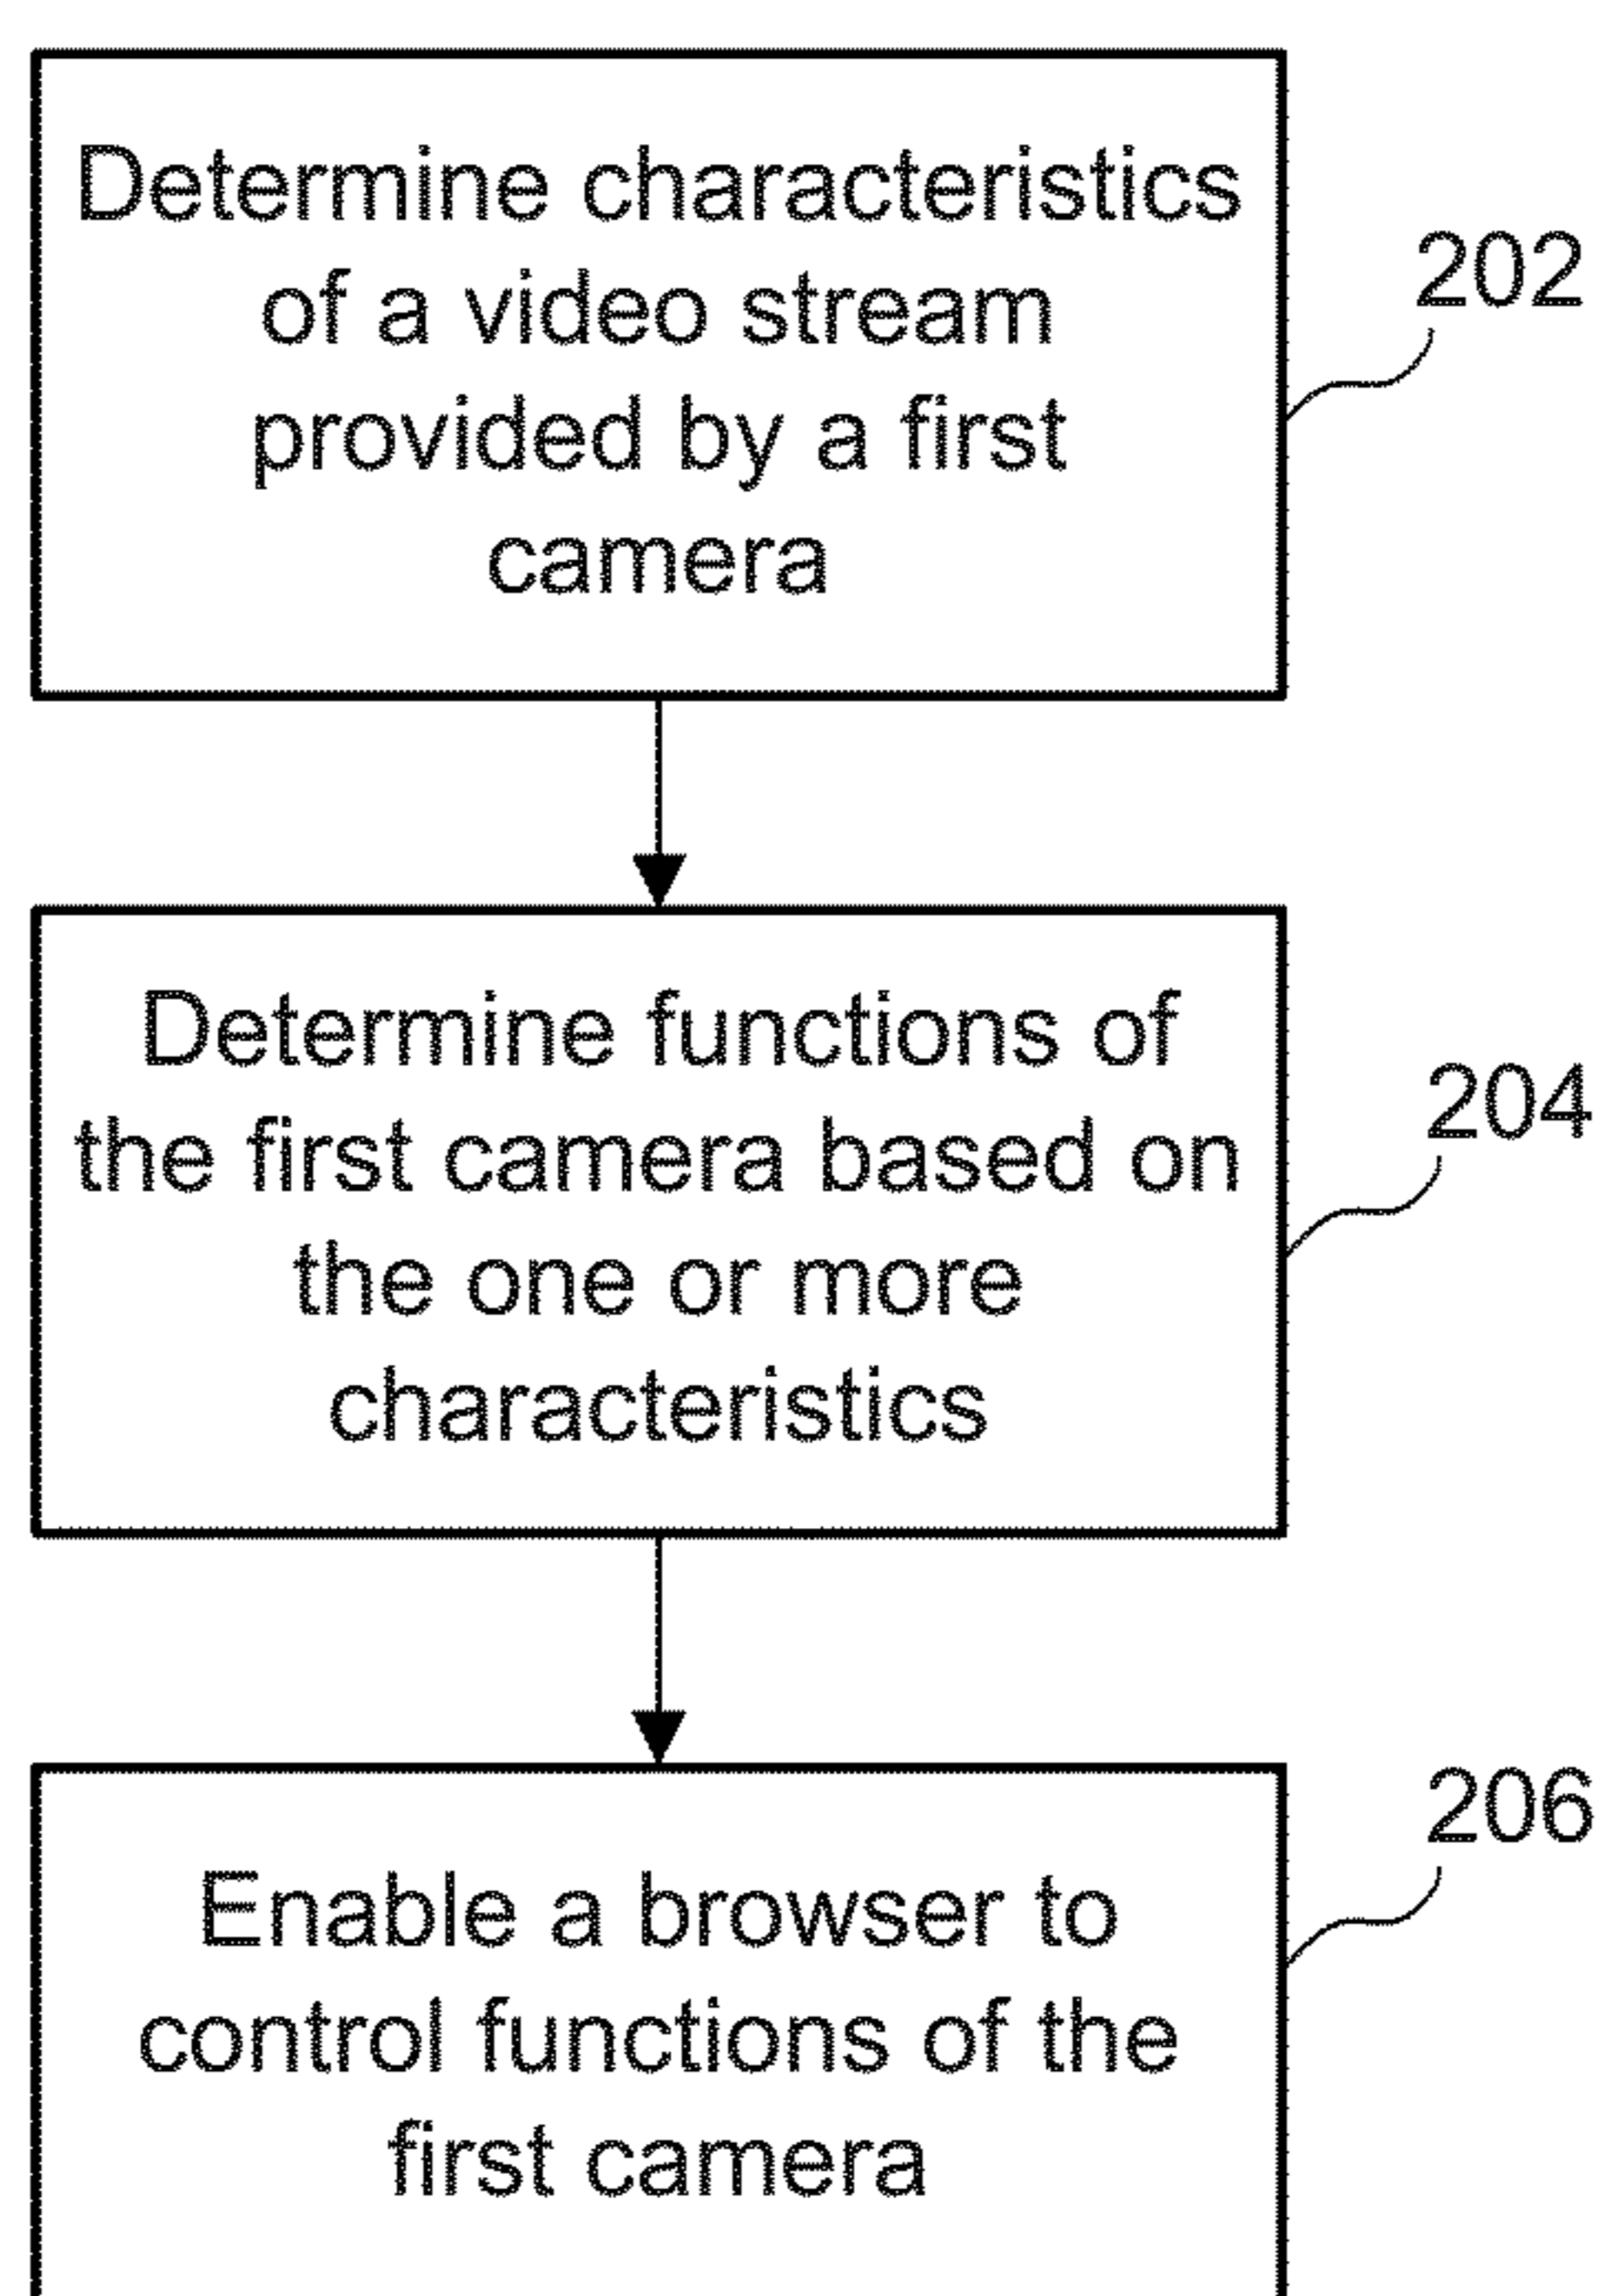 Determine characteristics
of a video stream
provided by a first
camera
202
Determine functions of
the first camera based on
the one or more
characteristics
204
Enable a browser to
control functions of the
first camera
206